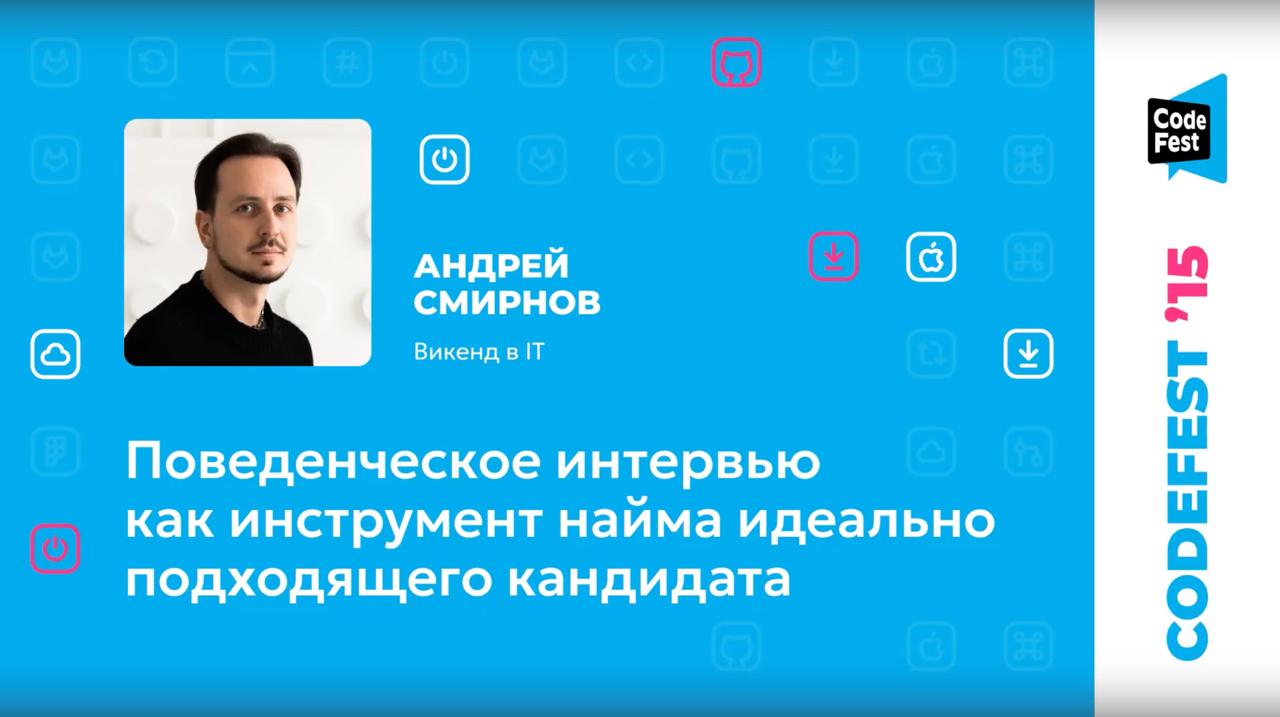 АНДРЕЙ
СМИРНОВ
Викенд в IT
Поведенческое интервью
как инструмент найма идеально
подходящего кандидата
Code
Fest
CODEFEST ’15